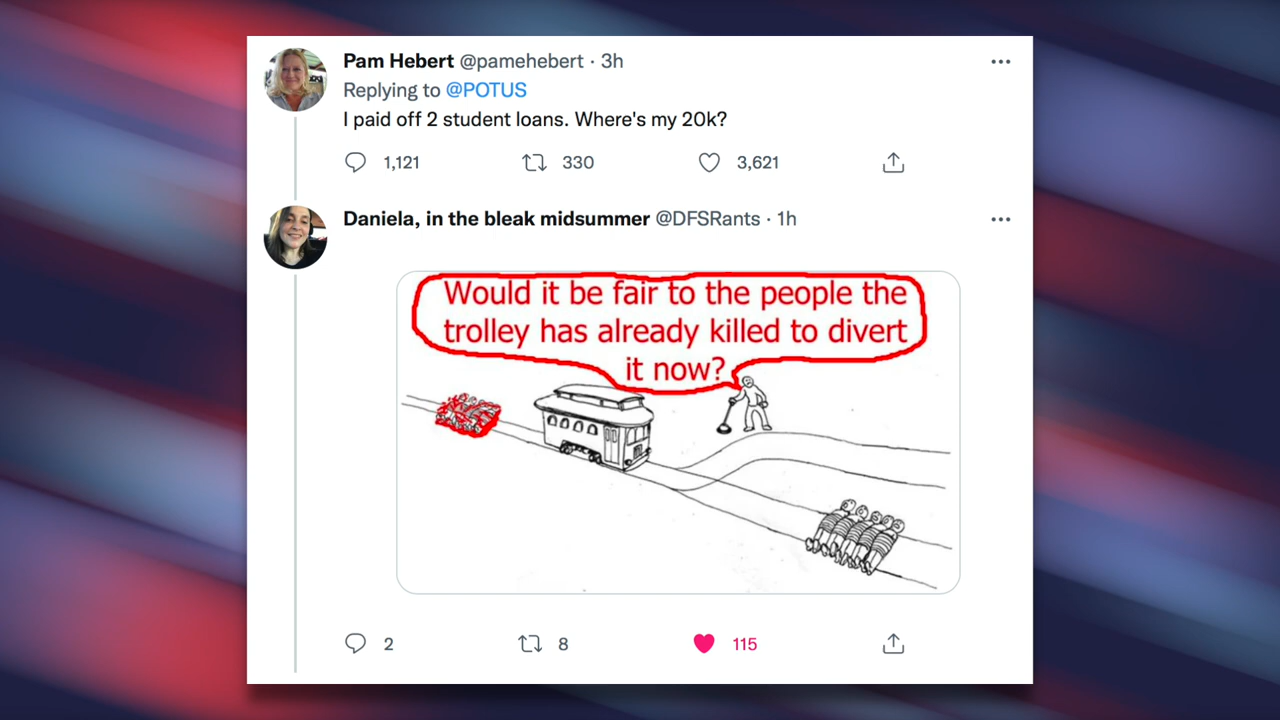 Pam Hebert @pamehebert · 3h
Replying to @POTUS
I paid off 2 student loans. Where's my 20k?
1,121 330 3,621
Daniela, in the bleak midsummer @DFSRants · 1h
Would it be fair to the people the
trolley has already killed to divert
it now?
2 8 115